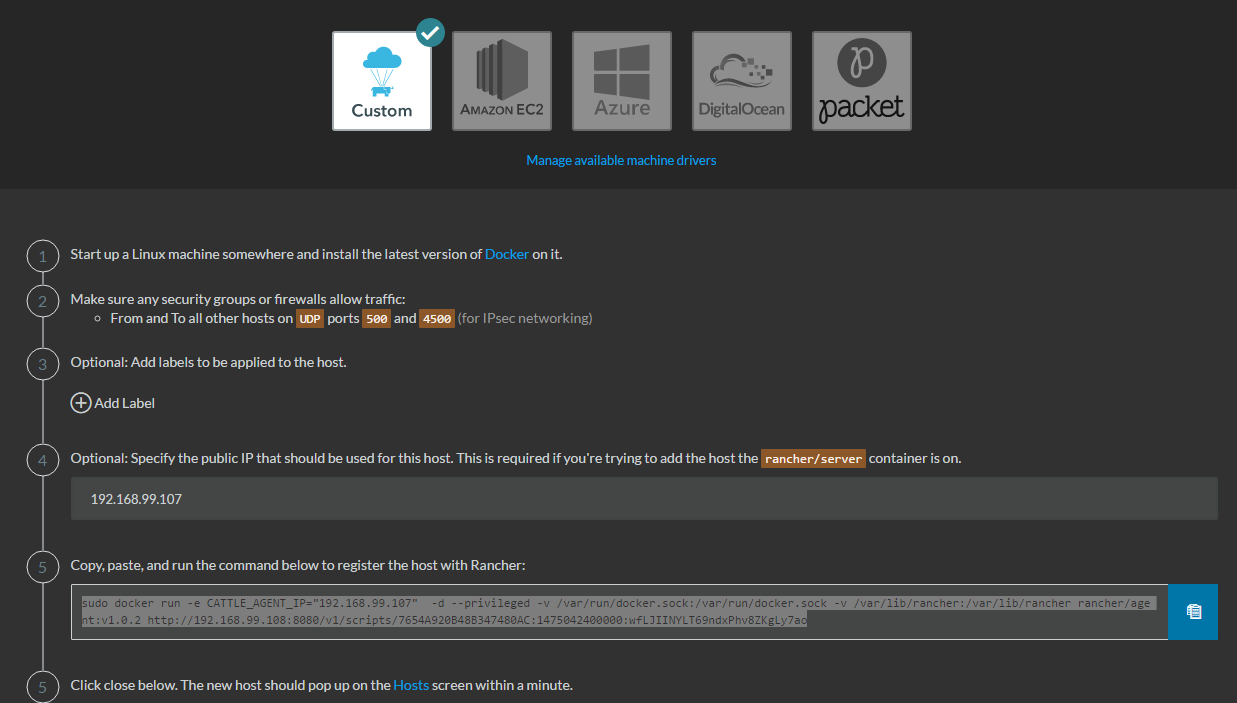 Custom
AMAZON EC2
Azure
DigitalOcean
packet
Manage available machine drivers
1 Start up a Linux machine somewhere and install the latest version of Docker on it.
2 Make sure any security groups or firewalls allow traffic:
From and To all other hosts on UDP ports 500 and 4500 (for IPsec networking)
3 Optional: Add labels to be applied to the host.
Add Label
4 Optional: Specify the public IP that should be used for this host. This is required if you're trying to add the host the rancher/server container is on.
192.168.99.107
5 Copy, paste, and run the command below to register the host with Rancher:
sudo docker run -e CATTLE_AGENT_IP="192.168.99.107"  -d --privileged -v /var/run/docker.sock:/var/run/docker.sock -v /var/lib/rancher:/var/lib/rancher rancher/age
nt:v1.0.2 http://192.168.99.108:8080/v1/scripts/7654A920B48B347480AC:1475042400000:wfLJIINYLT69ndxPhv8ZKgLy7ao
5 Click close below. The new host should pop up on the Hosts screen within a minute.